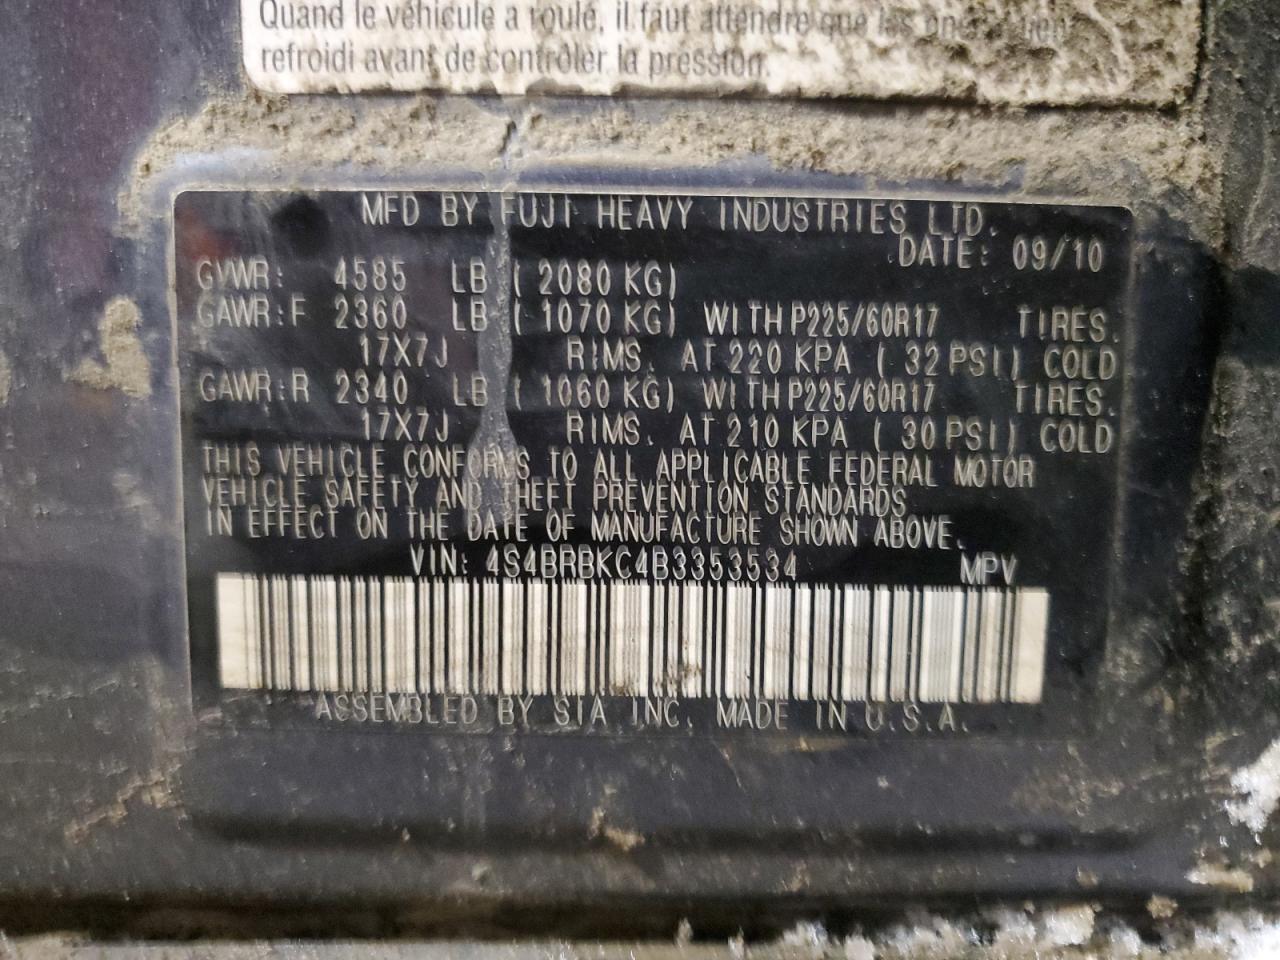 Quand le véhicule a roulé, il faut attendre que les
refroidi avant de contrôler la pression.
MFD BY FUJI HEAVY INDUSTRIES LTD.
DATE: 09/10
GVWR: 4585 LB ( 2080 KG)
GAWR:F 2360 LB ( 1070 KG) WITH P225/60R17 TIRES.
17X7J RIMS. AT 220 KPA ( 32 PSI) COLD
GAWR:R 2340 LB ( 1060 KG) WITH P225/60R17 TIRES.
17X7J RIMS. AT 210 KPA ( 30 PSI) COLD
THIS VEHICLE CONFORMS TO ALL APPLICABLE FEDERAL MOTOR
VEHICLE SAFETY AND THEFT PREVENTION STANDARDS
IN EFFECT ON THE DATE OF MANUFACTURE SHOWN ABOVE.
VIN: 4S4BRBKC4B3353534 MPV
ASSEMBLED BY SIA INC. MADE IN U.S.A.